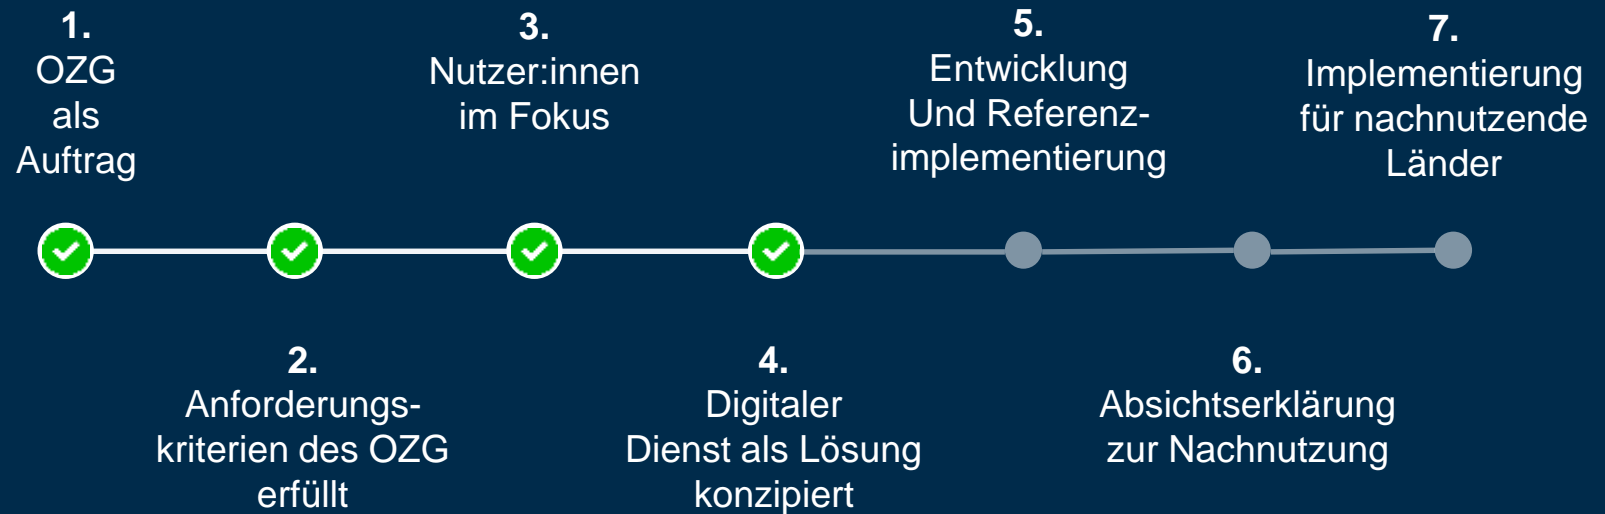 1.
OZG
als
Auftrag
2.
Anforderungs-
kriterien des OZG
erfüllt
3.
Nutzer:innen
im Fokus
4.
Digitaler
Dienst als Lösung
konzipiert
5.
Entwicklung
Und Referenz-
implementierung
6.
Absichtserklärung
zur Nachnutzung
7.
Implementierung
für nachnutzende
Länder